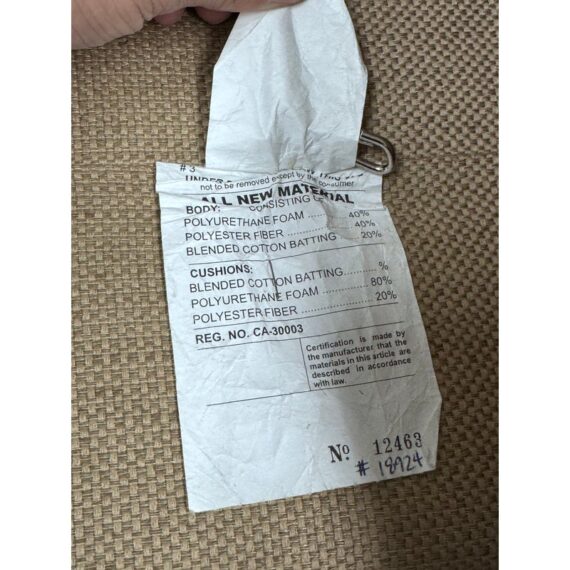 # 3
not to be removed except by the consumer
ALL NEW MATERIAL
BODY: CONSISTING
POLYURETHANE FOAM ........ 40%
POLYESTER FIBER ............. 40%
BLENDED COTTON BATTING ..... 20%
CUSHIONS:
BLENDED COTTON BATTING......... %
POLYURETHANE FOAM .............. 80%
POLYESTER FIBER .................... 20%
REG. NO. CA-30003
Certification is made by
the manufacturer that the
materials in this article are
described in accordance
with law.
Nº 12463
# 18924